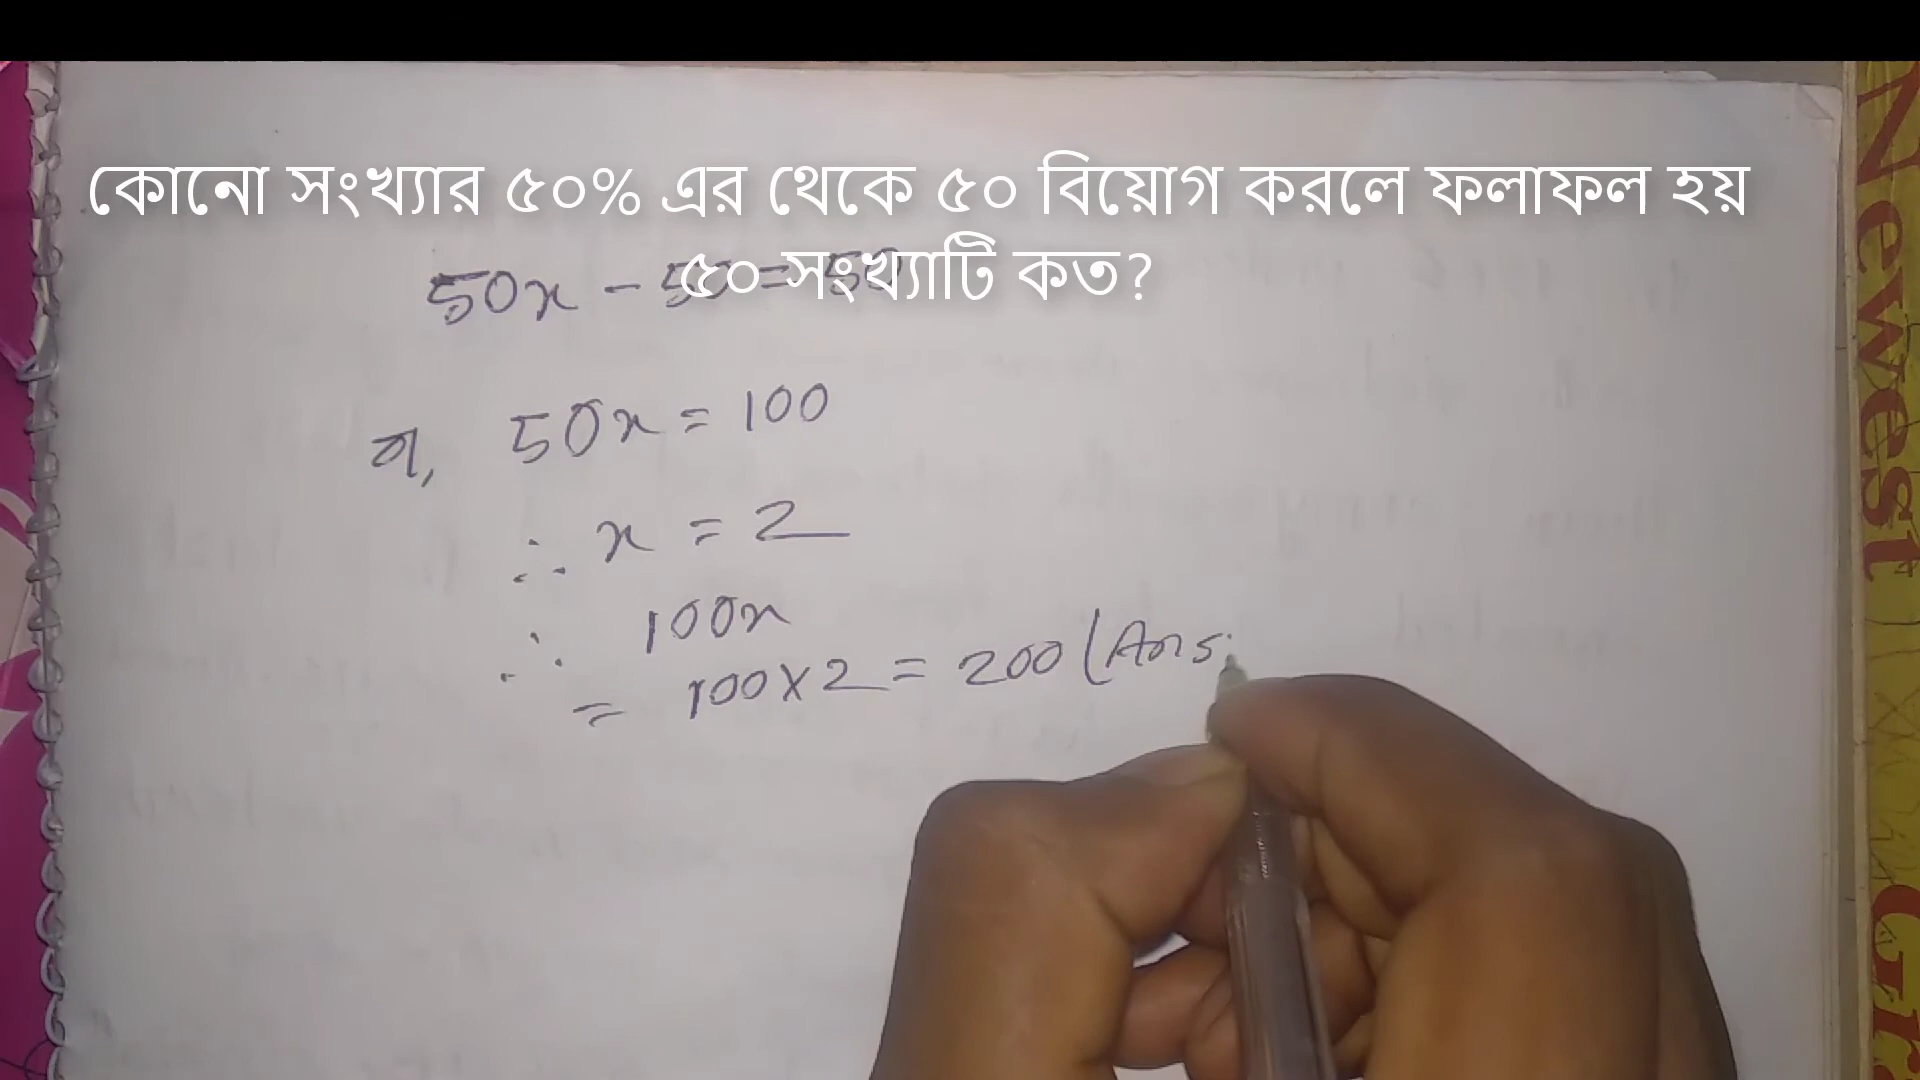 কোনো সংখ্যার ৫০% এর থেকে ৫০ বিয়োগ করলে ফলাফল হয়
৫০ সংখ্যাটি কত?
50x - 50 = 50
বা, 50x = 100
∴ x = 2
∴ 100x
= 100×2 = 200 (Ans.
Newest